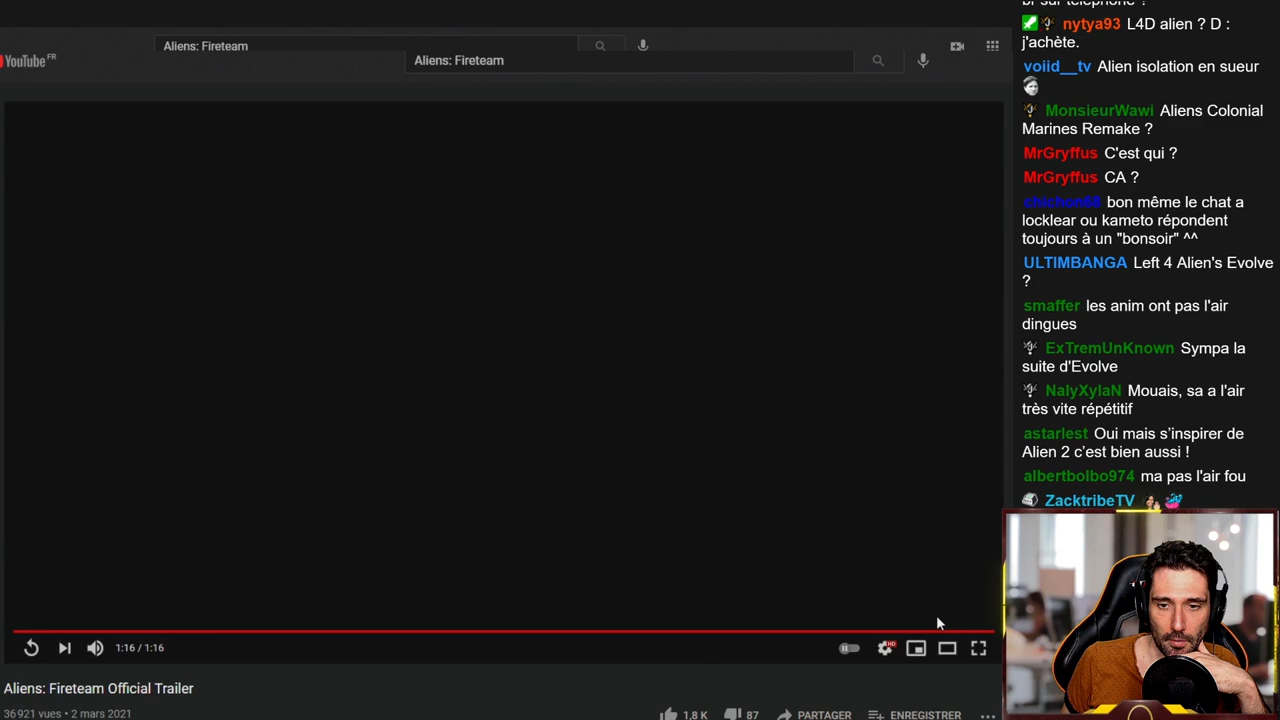 Aliens: Fireteam
YouTube FR
Aliens: Fireteam
1:16 / 1:16
HD
Aliens: Fireteam Official Trailer
36 921 vues • 2 mars 2021
1,8 K
87
PARTAGER
ENREGISTRER
br sur téléphone ?
nytya93 L4D alien ? D :
j'achète.
voiid__tv Alien isolation en sueur
MonsieurWawi Aliens Colonial
Marines Remake ?
MrGryffus C'est qui ?
MrGryffus CA ?
chichon68 bon même le chat a
locklear ou kameto répondent
toujours à un "bonsoir" ^^
ULTIMBANGA Left 4 Alien's Evolve
?
smaffer les anim ont pas l'air
dingues
ExTremUnKnown Sympa la
suite d'Evolve
NalyXylaN Mouais, sa a l'air
très vite répétitif
astarlest Oui mais s'inspirer de
Alien 2 c'est bien aussi !
albertbolbo974 ma pas l'air fou
ZacktribeTV